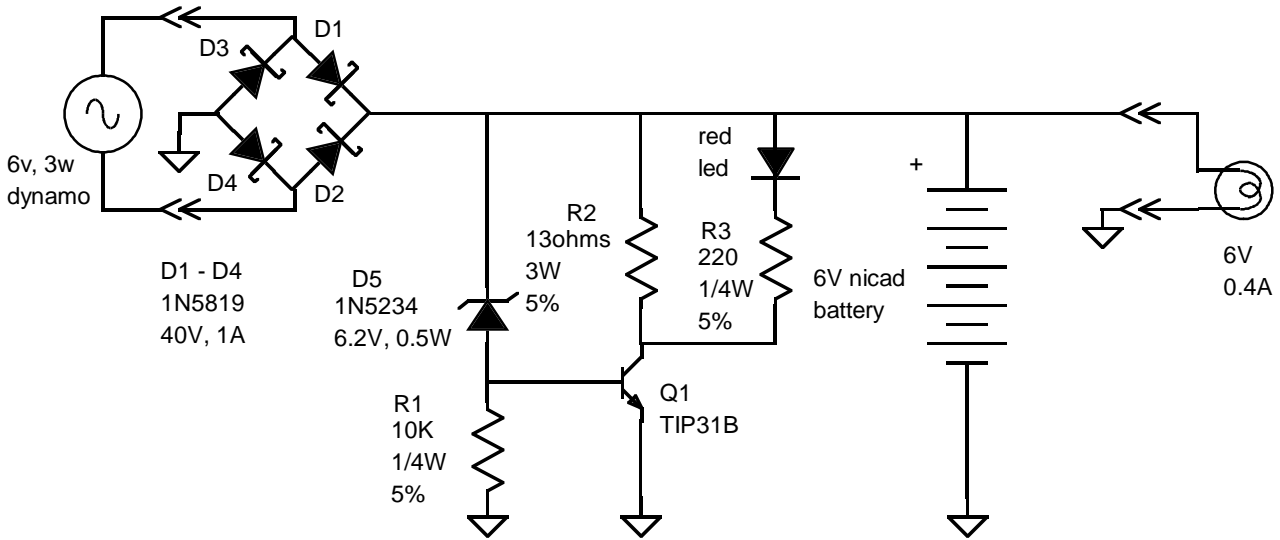 D1
D3
6v, 3w
dynamo
D4
D2
D1 - D4
1N5819
40V, 1A
D5
1N5234
6.2V, 0.5W
R1
10K
1/4W
5%
R2
13ohms
3W
5%
red
led
R3
220
1/4W
5%
Q1
TIP31B
+
6V nicad
battery
6V
0.4A